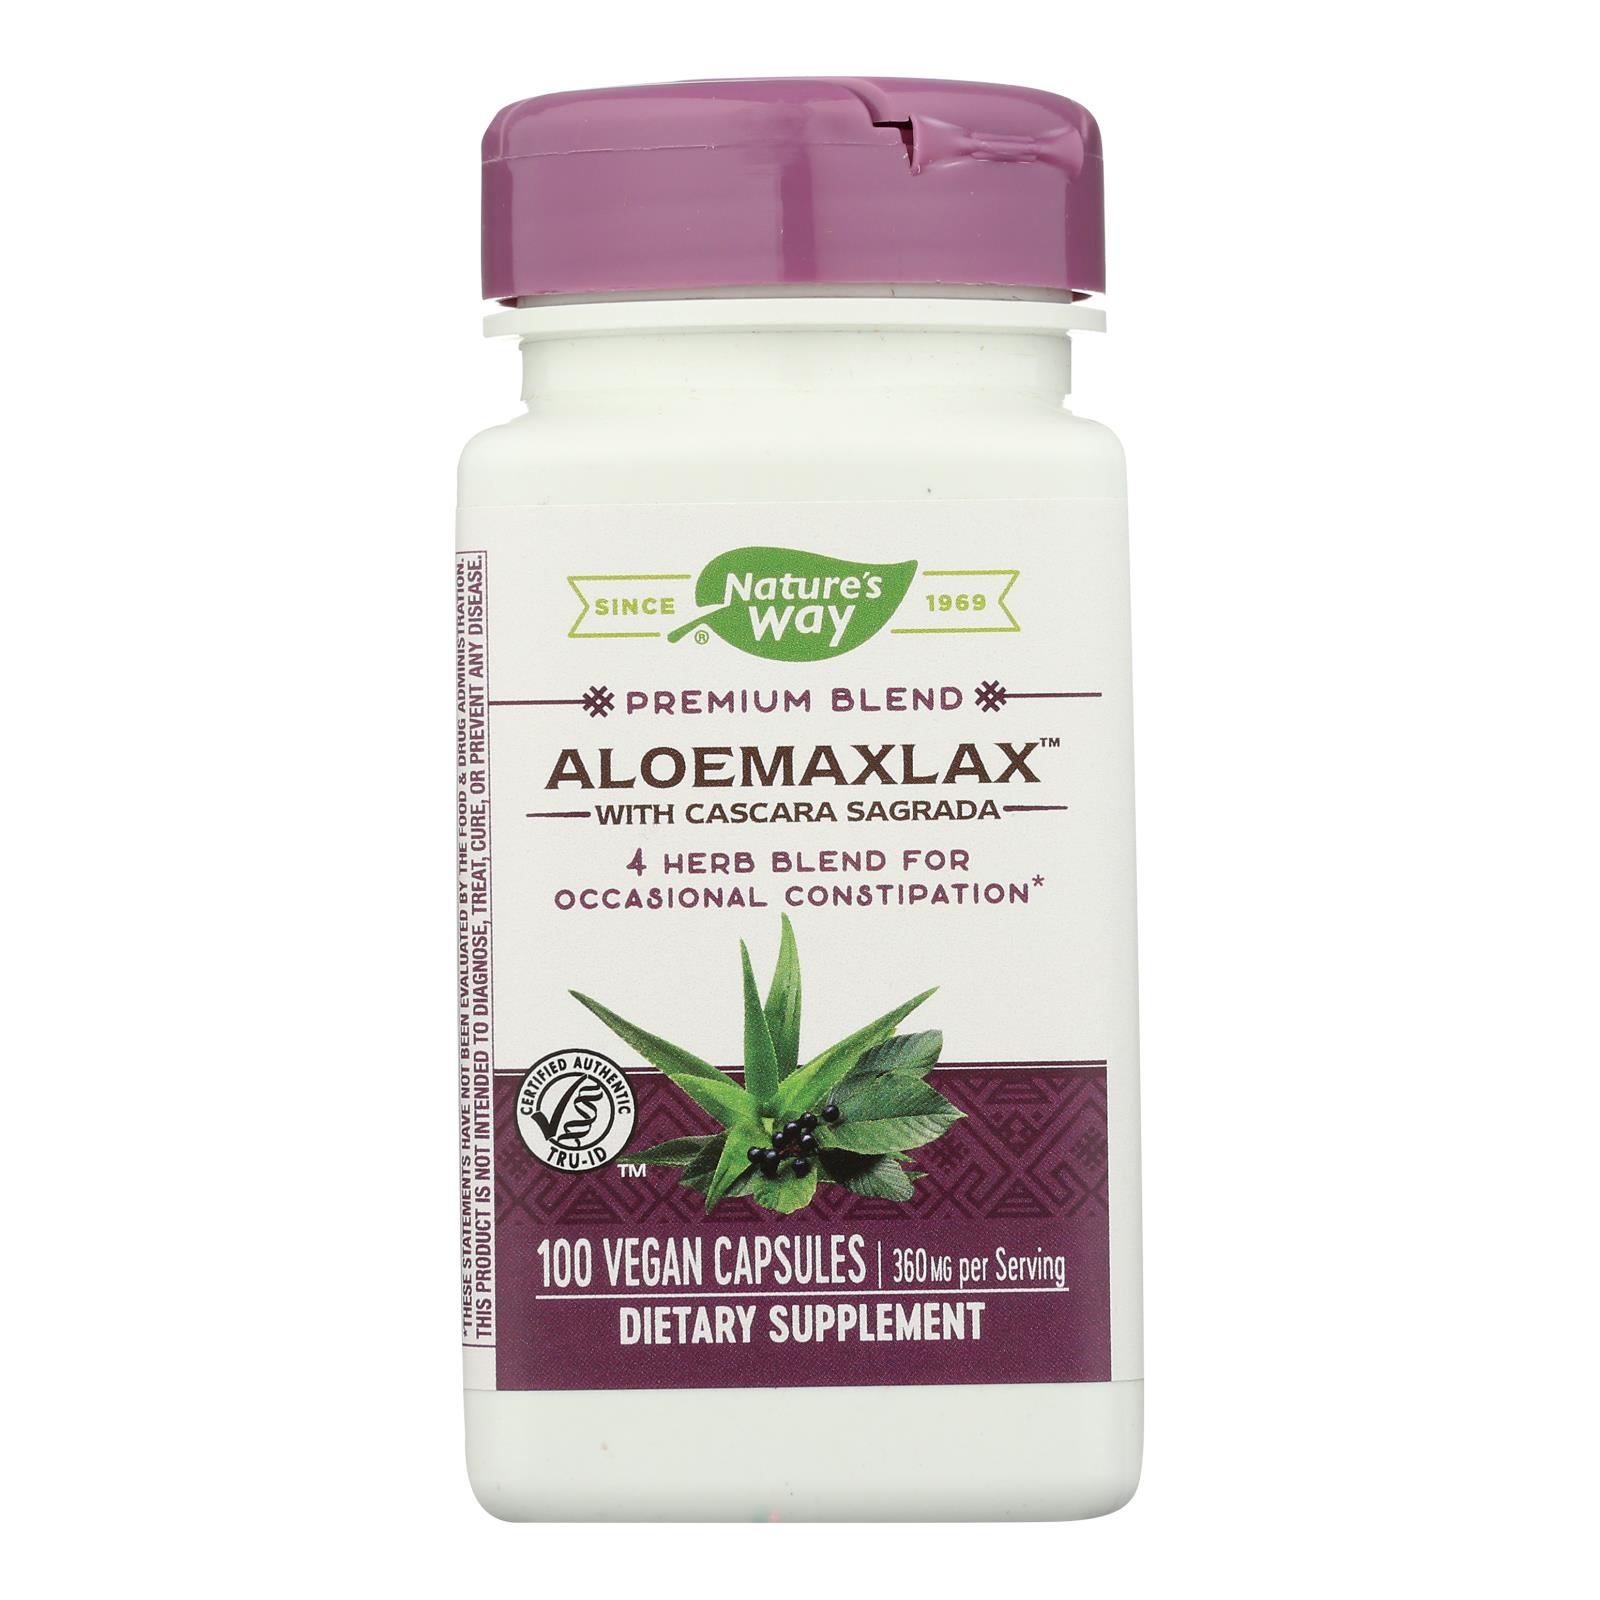 SINCE Nature's Way® 1969
PREMIUM BLEND
ALOEMAXLAX™
WITH CASCARA SAGRADA
4 HERB BLEND FOR
OCCASIONAL CONSTIPATION*
CERTIFIED AUTHENTIC
TRU-ID
™
100 VEGAN CAPSULES | 360 MG per Serving
DIETARY SUPPLEMENT
*THESE STATEMENTS HAVE NOT BEEN EVALUATED BY THE FOOD & DRUG ADMINISTRATION.
THIS PRODUCT IS NOT INTENDED TO DIAGNOSE, TREAT, CURE, OR PREVENT ANY DISEASE.